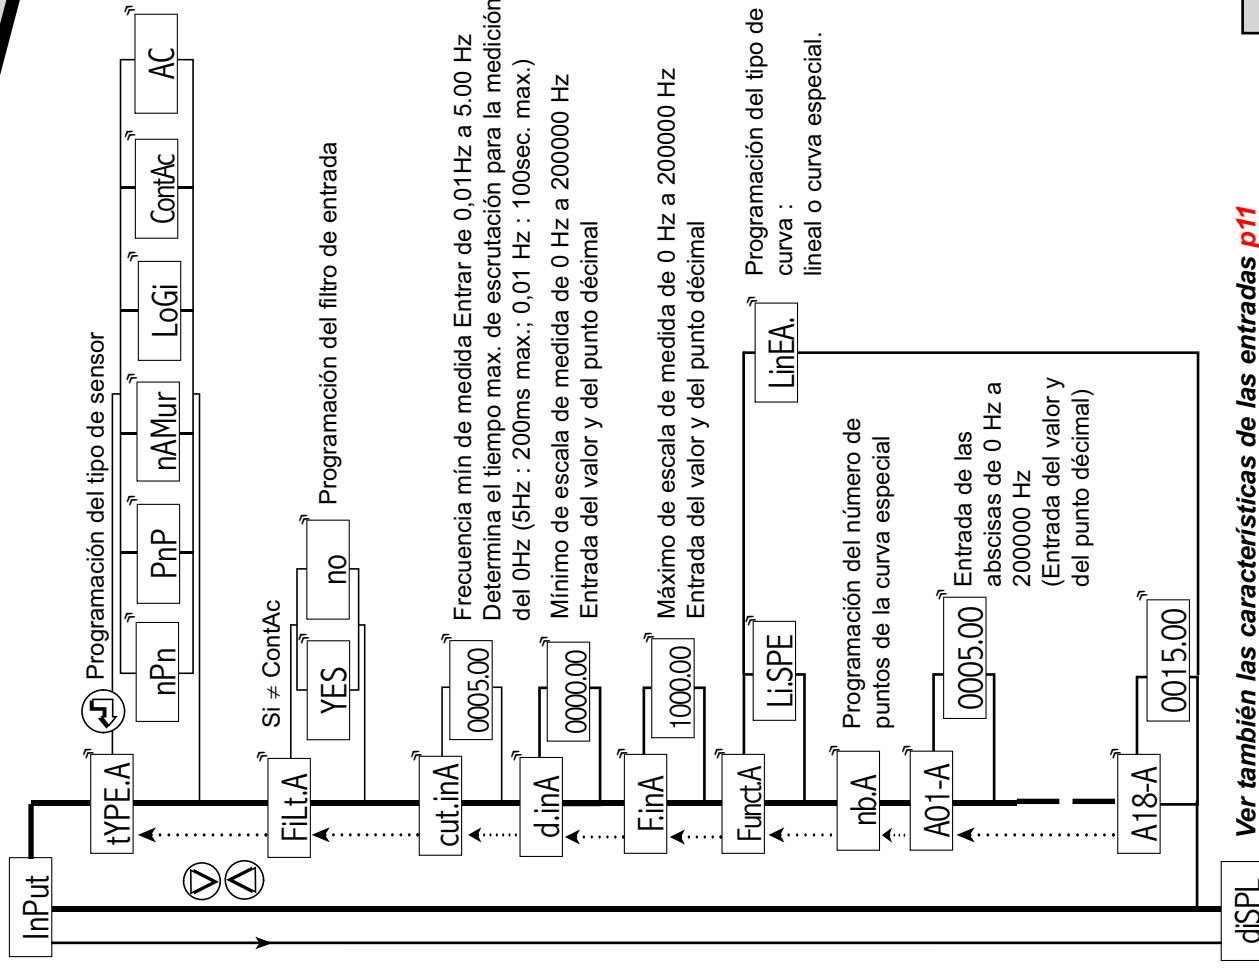 InPut
tYPE.A
Programación del tipo de sensor
nPn
PnP
nAMur
LoGi
ContAc
AC
FiLt.A
Si ≠ ContAc
YES
no
Programación del filtro de entrada
cut.inA
0005.00
Frecuencia mín de medida Entrar de 0,01Hz a 5.00 Hz
Determina el tiempo max. de escrutación para la medición
del 0Hz (5Hz : 200ms max.; 0,01 Hz : 100sec. max.)
d.inA
0000.00
Mínimo de escala de medida de 0 Hz a 200000 Hz
Entrada del valor y del punto décimal
F.inA
1000.00
Máximo de escala de medida de 0 Hz a 200000 Hz
Entrada del valor y del punto décimal
Funct.A
Li.SPE
LinEA.
Programación del tipo de
curva :
lineal o curva especial.
nb.A
Programación del número de
puntos de la curva especial
A01-A
0005.00
Entrada de las
abscisas de 0 Hz a
200000 Hz
(Entrada del valor y
del punto décimal)
A18-A
0015.00
diSPL
Ver también las características de las entradas p11